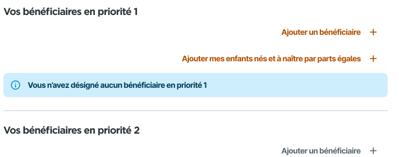 Vos bénéficiaires en priorité 1
Ajouter un bénéficiaire +
Ajouter mes enfants nés et à naître par parts égales +
Vous n'avez désigné aucun bénéficiaire en priorité 1
Vos bénéficiaires en priorité 2
Ajouter un bénéficiaire +